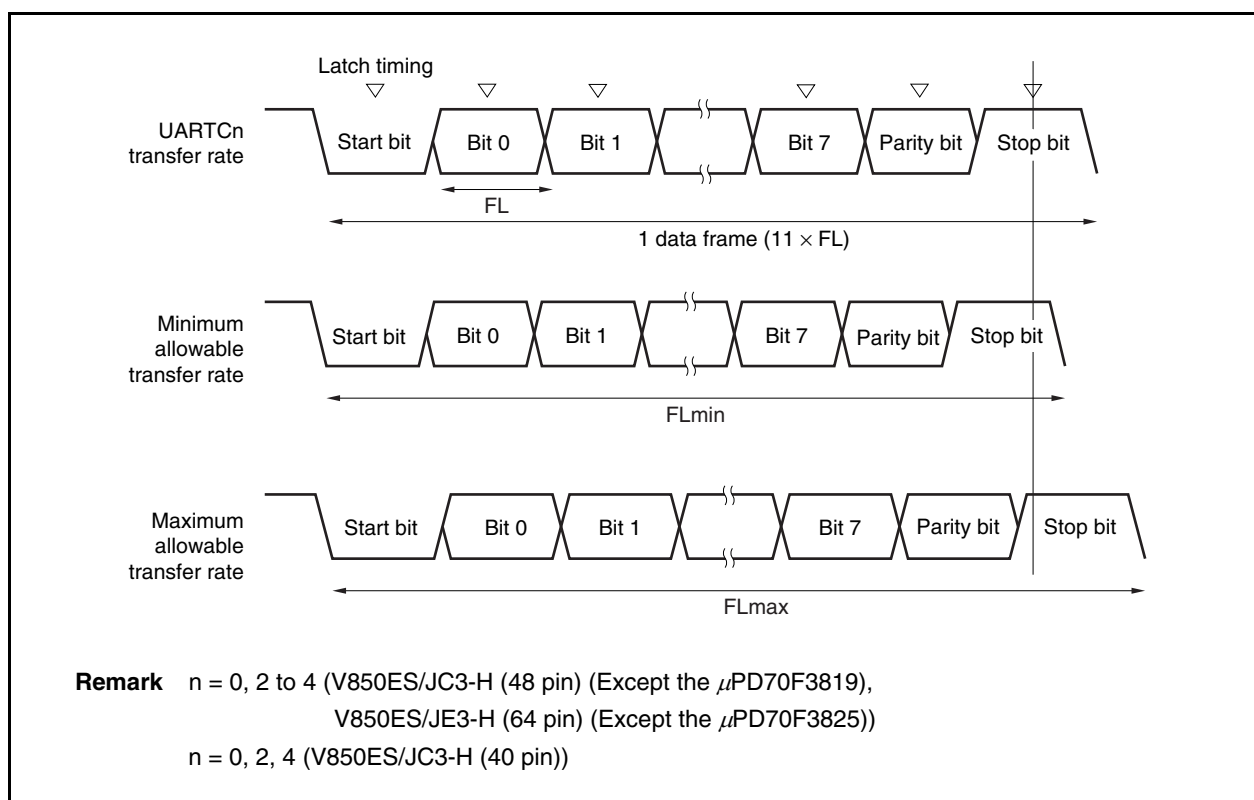 Latch timing
UARTCn
transfer rate
Start bit
Bit 0
Bit 1
Bit 7
Parity bit
Stop bit
FL
1 data frame (11 × FL)
Minimum
allowable
transfer rate
Start bit
Bit 0
Bit 1
Bit 7
Parity bit
Stop bit
FLmin
Maximum
allowable
transfer rate
Start bit
Bit 0
Bit 1
Bit 7
Parity bit
Stop bit
FLmax
Remark n = 0, 2 to 4 (V850ES/JC3-H (48 pin) (Except the μPD70F3819),
V850ES/JE3-H (64 pin) (Except the μPD70F3825))
n = 0, 2, 4 (V850ES/JC3-H (40 pin))